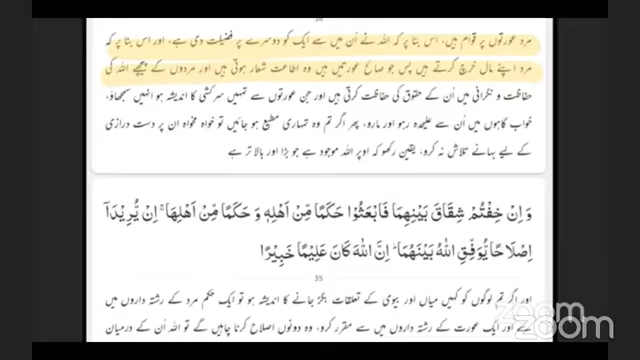 34
مرد عورتوں پر قوام ہیں، اس بنا پر کہ اللہ نے اُن میں سے ایک کو دوسرے پر فضیلت دی ہے، اور اس بنا پر کہ
مرد اپنے مال خرچ کرتے ہیں پس جو صالح عورتیں ہیں وہ اطاعت شعار ہوتی ہیں اور مردوں کے پیچھے اللہ کی
حفاظت و نگرانی میں اُن کے حقوق کی حفاظت کرتی ہیں اور جن عورتوں سے تمہیں سرکشی کا اندیشہ ہو انہیں سمجھاؤ،
خواب گاہوں میں اُن سے علیحدہ رہو اور مارو، پھر اگر تم وہ تمہاری مطیع ہو جائیں تو خواہ مخواہ ان پر دست درازی
کے لیے بہانے تلاش نہ کرو، یقین رکھو کہ اوپر اللہ موجود ہے جو بڑا اور بالا تر ہے
وَ اِنْ خِفْتُمْ شِقَاقَ بَيْنِهِمَا فَابْعَثُوْا حَكَمًا مِّنْ اَهْلِهٖ وَ حَكَمًا مِّنْ اَهْلِهَا ۚ اِنْ يُّرِيْدَاۤ
اِصْلَاحًا يُّوَفِّقِ اللّٰهُ بَيْنَهُمَا ؕ اِنَّ اللّٰهَ كَانَ عَلِيْمًا خَبِيْرًا
35
اور اگر تم لوگوں کو کہیں میاں اور بیوی کے تعلقات بگڑ جانے کا اندیشہ ہو تو ایک حکم مرد کے رشتہ داروں میں
سے اور ایک عورت کے رشتہ داروں میں سے مقرر کرو، وہ دونوں اصلاح کرنا چاہیں گے تو اللہ اُن کے درمیان
zoom
zoom